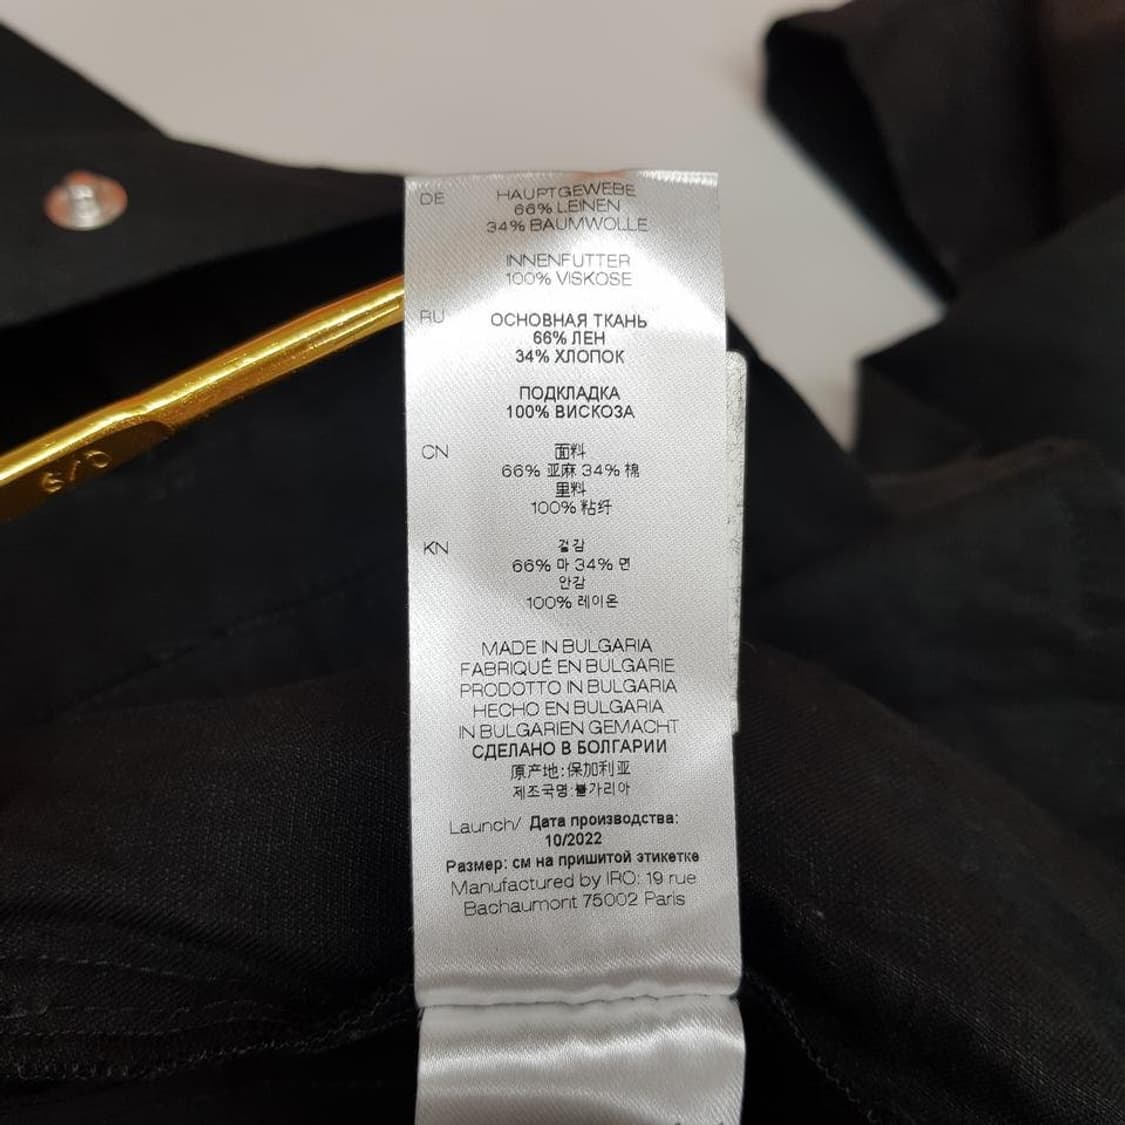 DE
HAUPTGEWEBE
66% LEINEN
34% BAUMWOLLE
INNENFUTTER
100% VISKOSE
RU
ОСНОВНАЯ ТКАНЬ
66% ЛЕН
34% ХЛОПОК
ПОДКЛАДКА
100% ВИСКОЗА
CN
面料
66% 亚麻 34% 棉
里料
100% 粘纤
KN
겉감
66% 마 34% 면
안감
100% 레이온
MADE IN BULGARIA
FABRIQUÉ EN BULGARIE
PRODOTTO IN BULGARIA
HECHO EN BULGARIA
IN BULGARIEN GEMACHT
СДЕЛАНО В БОЛГАРИИ
原产地:保加利亚
제조국명:불가리아
Launch/ Дата производства:
10/2022
Размер: см на пришитой этикетке
Manufactured by IRO: 19 rue
Bachaumont 75002 Paris